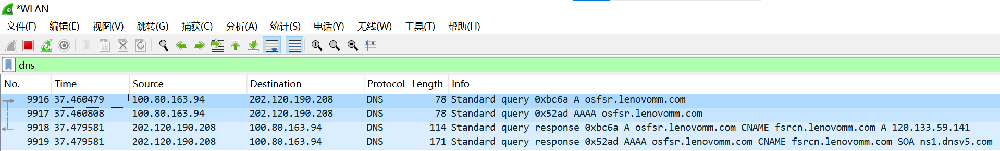 *WLAN
文件(F) 编辑(E) 视图(V) 跳转(G) 捕获(C) 分析(A) 统计(S) 电话(Y) 无线(W) 工具(T) 帮助(H)
dns
No. Time Source Destination Protocol Length Info
9916 37.460479 100.80.163.94 202.120.190.208 DNS 78 Standard query 0xbc6a A osfsr.lenovomm.com
9917 37.460808 100.80.163.94 202.120.190.208 DNS 78 Standard query 0x52ad AAAA osfsr.lenovomm.com
9918 37.479581 202.120.190.208 100.80.163.94 DNS 114 Standard query response 0xbc6a A osfsr.lenovomm.com CNAME fsrcn.lenovomm.com A 120.133.59.141
9919 37.479581 202.120.190.208 100.80.163.94 DNS 171 Standard query response 0x52ad AAAA osfsr.lenovomm.com CNAME fsrcn.lenovomm.com SOA ns1.dnsv5.com